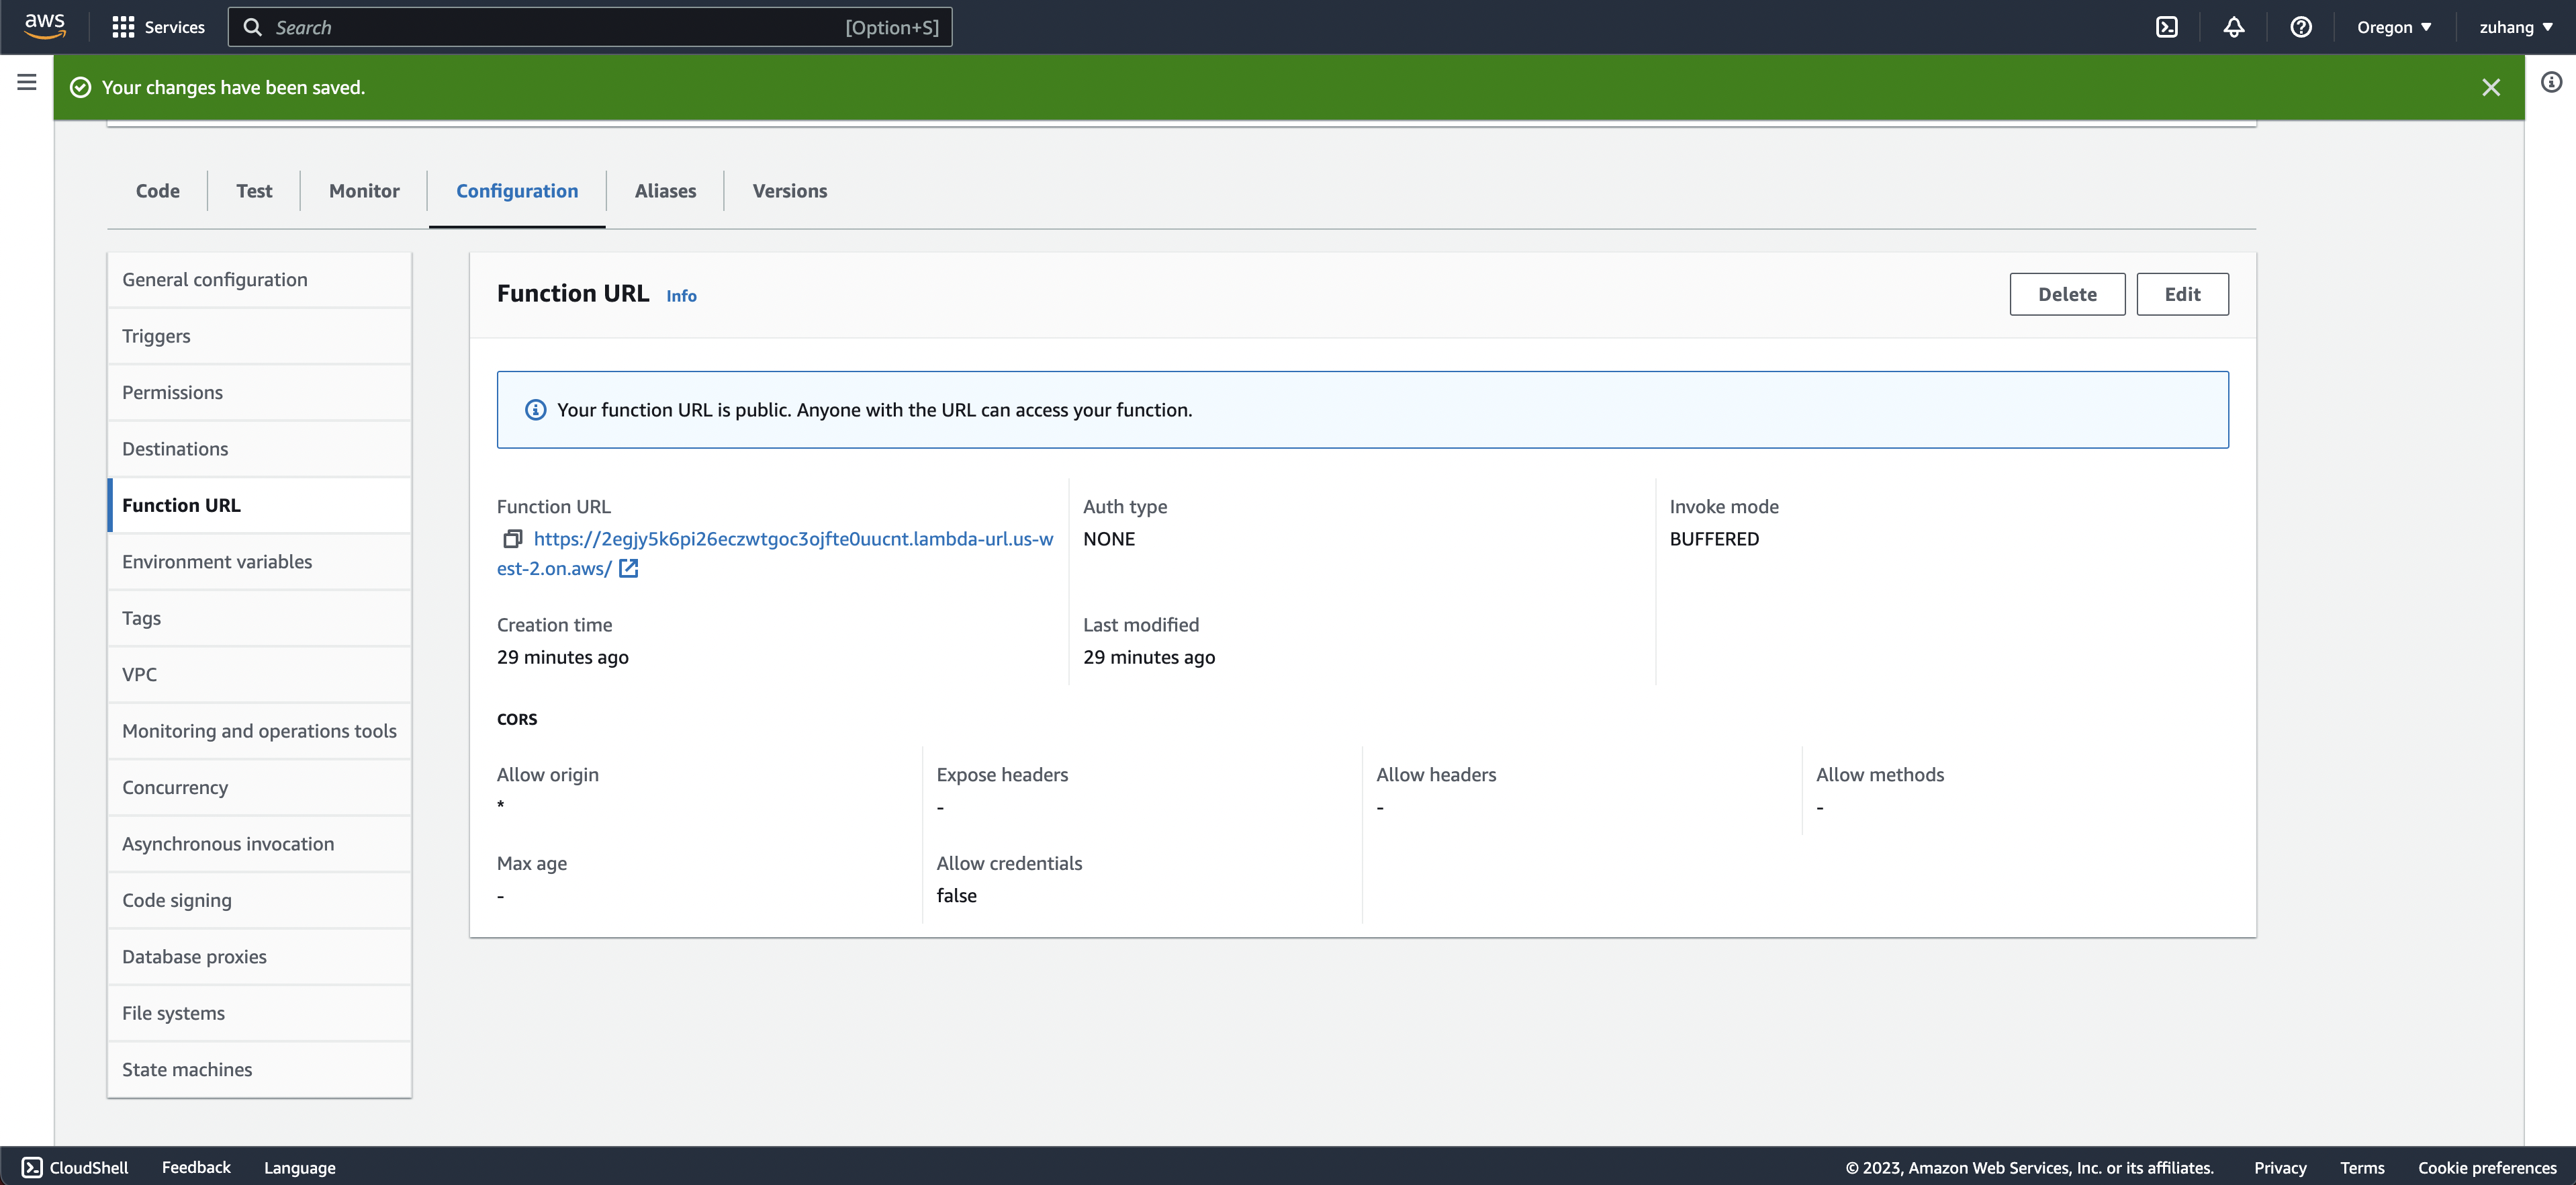 aws
Services
Search
[Option+S]
Oregon
zuhang
Your changes have been saved.
Code
Test
Monitor
Configuration
Aliases
Versions
General configuration
Triggers
Permissions
Destinations
Function URL
Environment variables
Tags
VPC
Monitoring and operations tools
Concurrency
Asynchronous invocation
Code signing
Database proxies
File systems
State machines
Function URL
Info
Delete
Edit
Your function URL is public. Anyone with the URL can access your function.
Function URL
https://2egjy5k6pi26eczwtgoc3ojfte0uucnt.lambda-url.us-w
est-2.on.aws/
Auth type
NONE
Invoke mode
BUFFERED
Creation time
29 minutes ago
Last modified
29 minutes ago
CORS
Allow origin
*
Expose headers
-
Allow headers
-
Allow methods
-
Max age
-
Allow credentials
false
CloudShell
Feedback
Language
© 2023, Amazon Web Services, Inc. or its affiliates.
Privacy
Terms
Cookie preferences